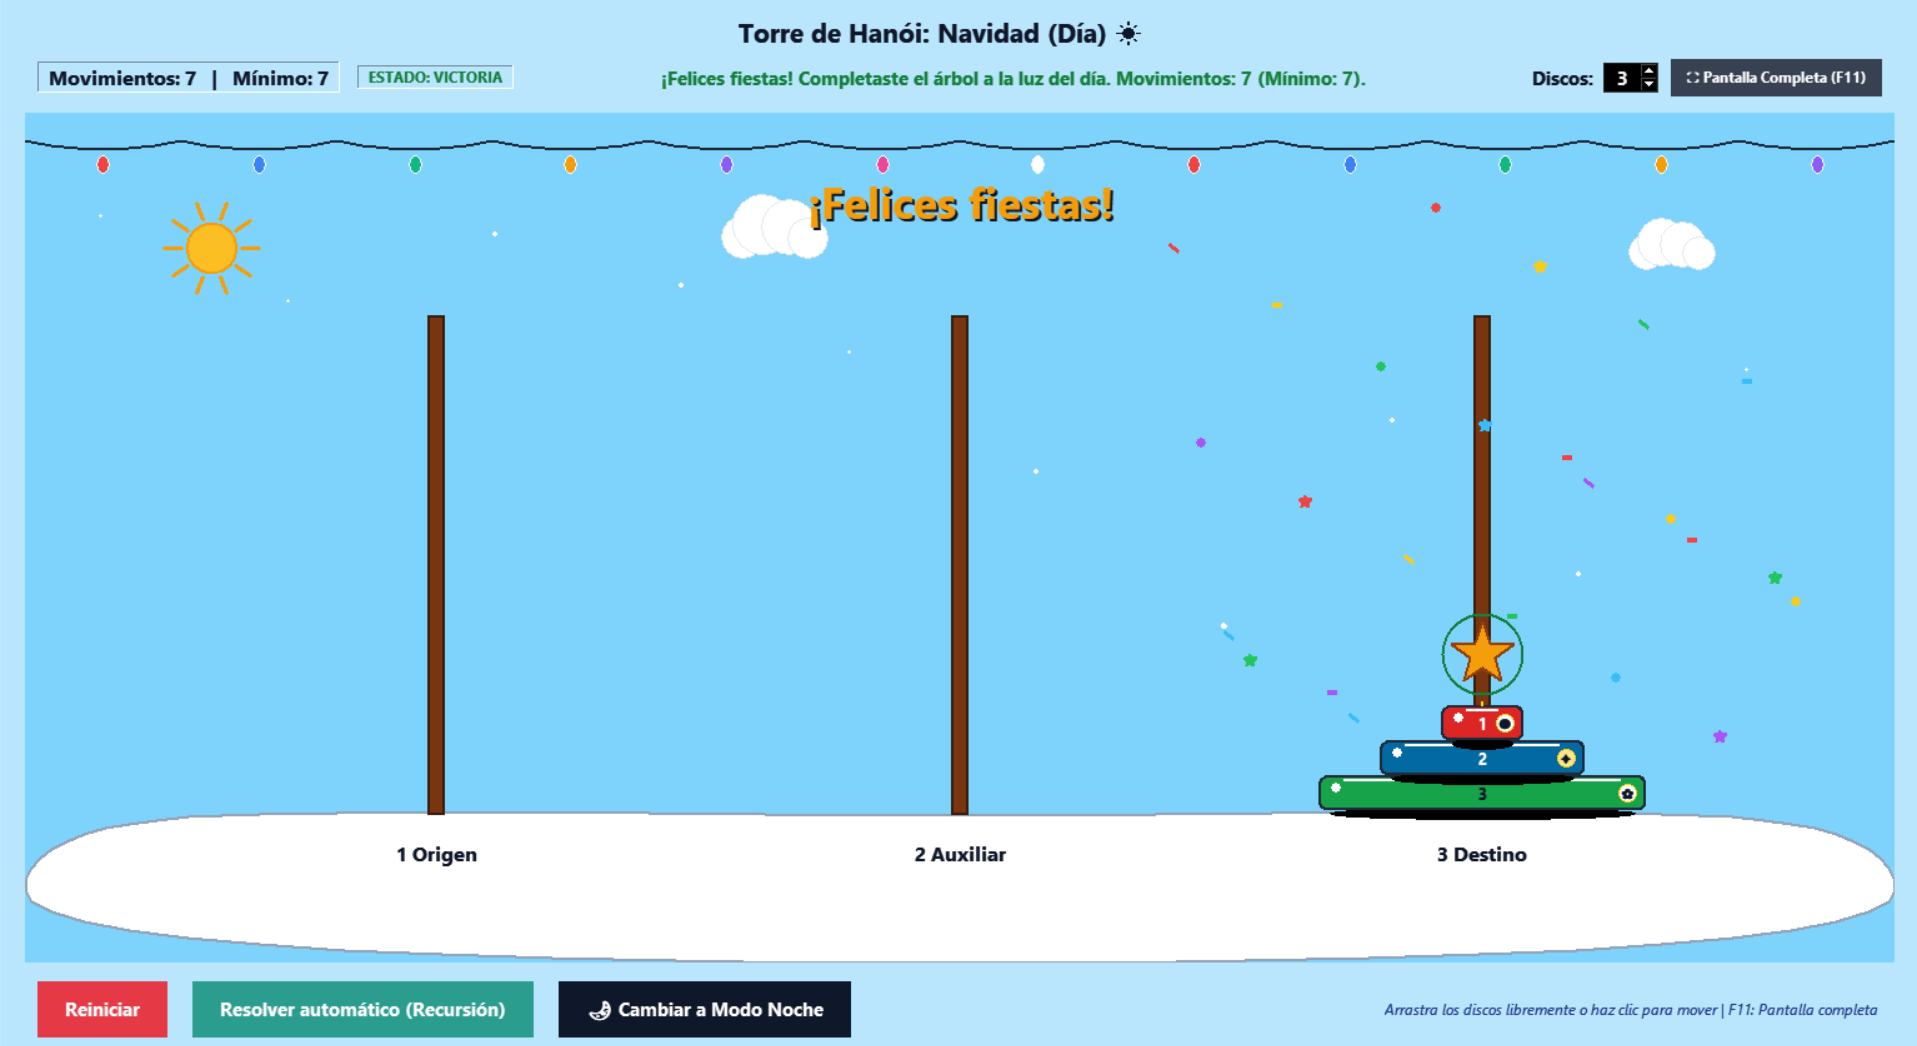 Torre de Hanói: Navidad (Día) ☀
Movimientos: 7 | Mínimo: 7
ESTADO: VICTORIA
¡Felices fiestas! Completaste el árbol a la luz del día. Movimientos: 7 (Mínimo: 7).
Discos: 3
⛶ Pantalla Completa (F11)
¡Felices fiestas!
1
2
3
1 Origen
2 Auxiliar
3 Destino
Reiniciar
Resolver automático (Recursión)
🌙 Cambiar a Modo Noche
Arrastra los discos libremente o haz clic para mover | F11: Pantalla completa